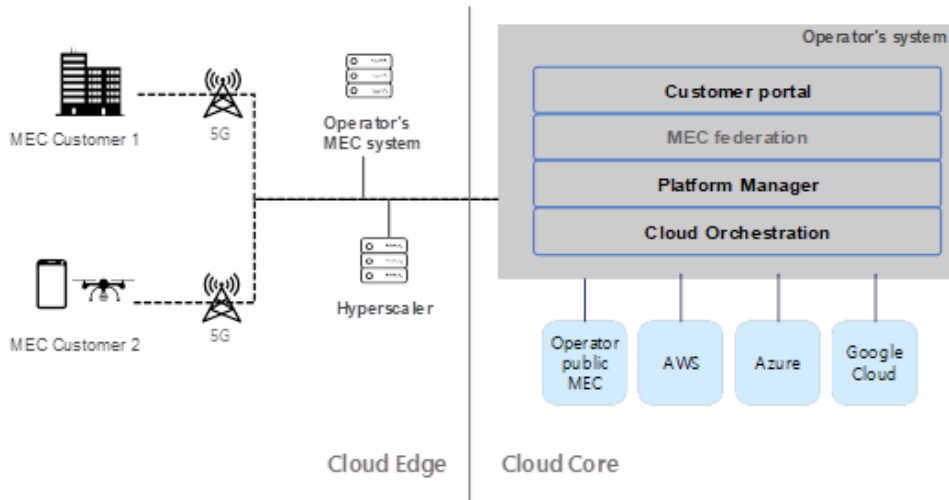 Operator's system
Customer portal
MEC federation
Platform Manager
Cloud Orchestration
MEC Customer 1
5G
Operator's
MEC system
Hyperscaler
MEC Customer 2
5G
Operator
public
MEC
AWS
Azure
Google
Cloud
Cloud Edge
Cloud Core